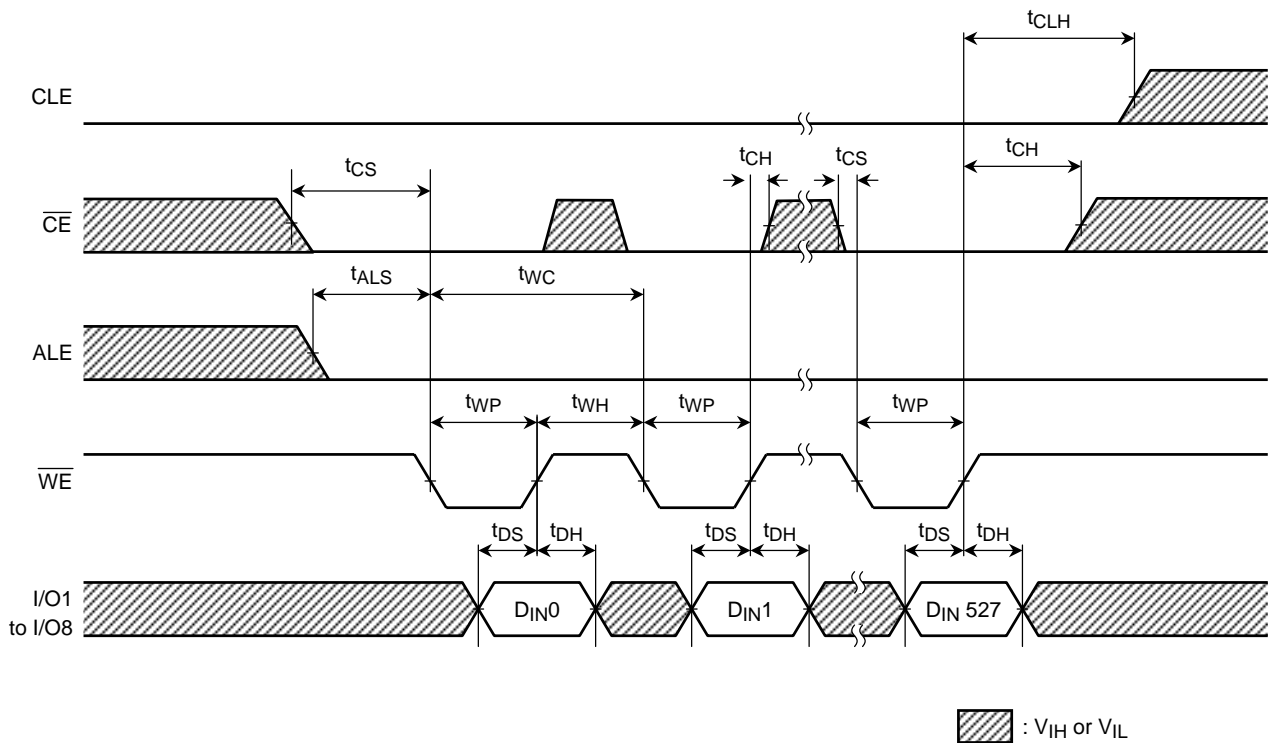 tCLH
CLE
tCH tCS tCH
tCS
CE
tALS tWC
ALE
tWP tWH tWP tWP
WE
tDS tDH tDS tDH tDS tDH
I/O1
to I/O8
DIN0 DIN1 DIN 527
: VIH or VIL